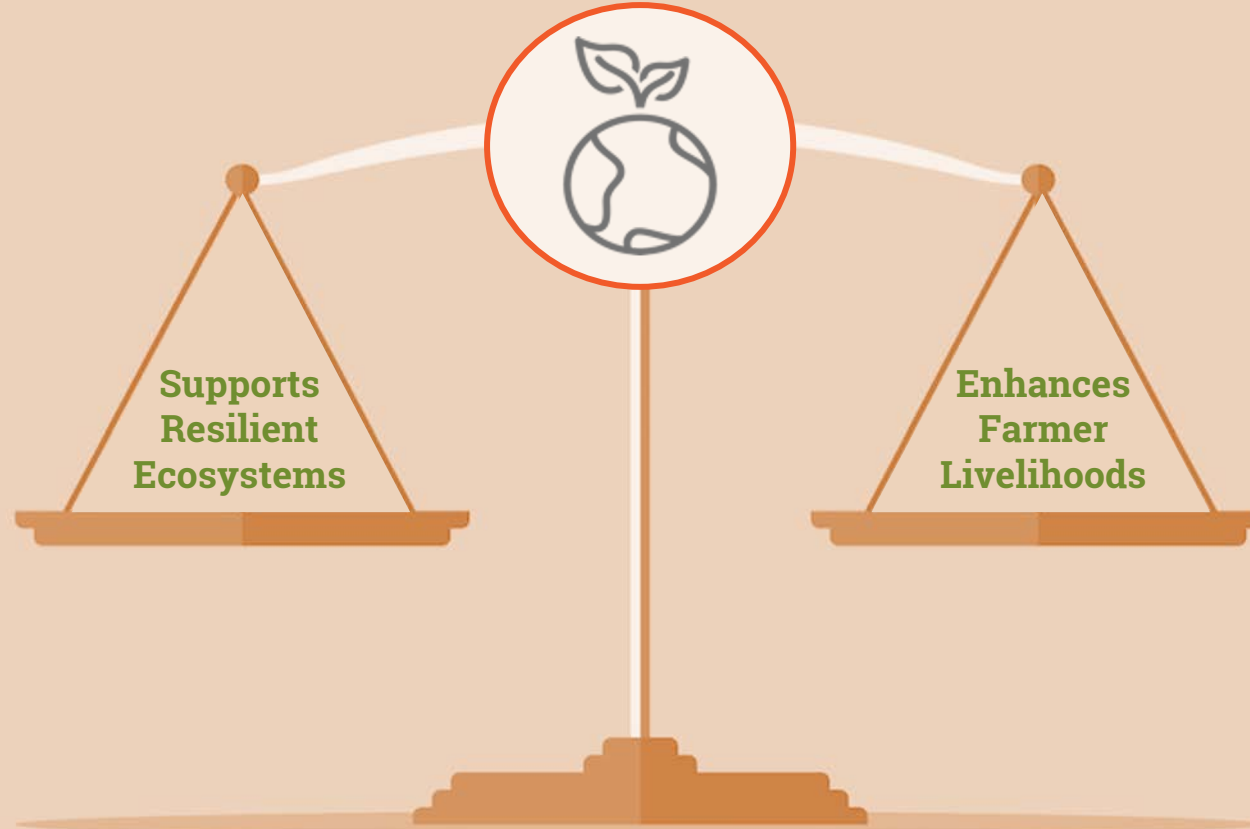 Supports
Resilient
Ecosystems
Enhances
Farmer
Livelihoods